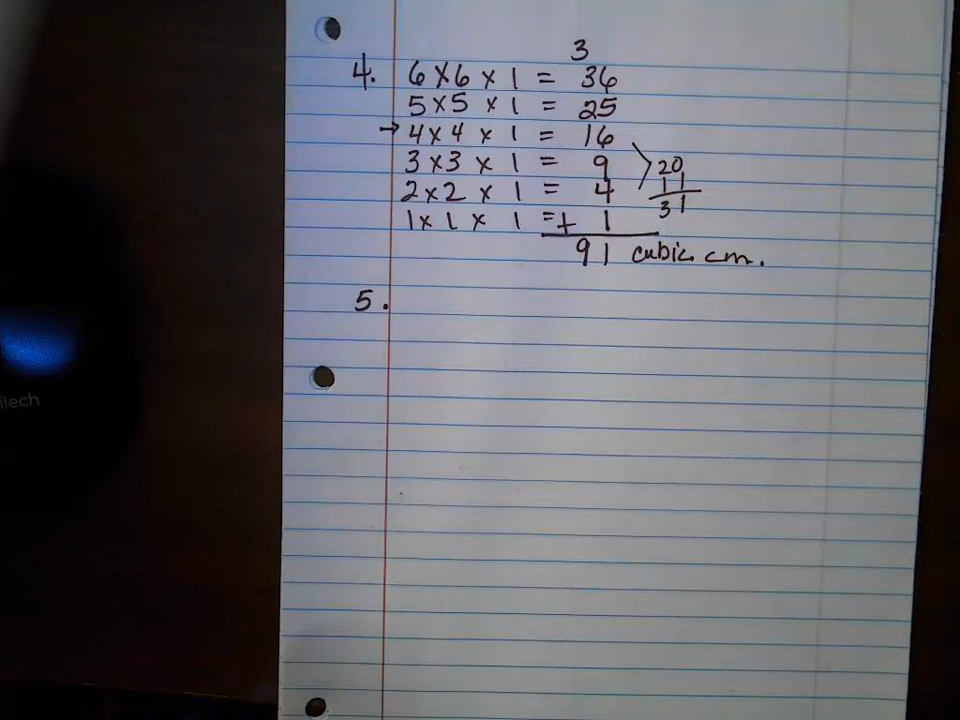 3
4. 6 x 6 x 1 = 36
5 x 5 x 1 = 25
→ 4 x 4 x 1 = 16
3 x 3 x 1 = 9 > 20
2 x 2 x 1 = 4 11
1 x 1 x 1 = + 1 31
91 cubic cm.
5.